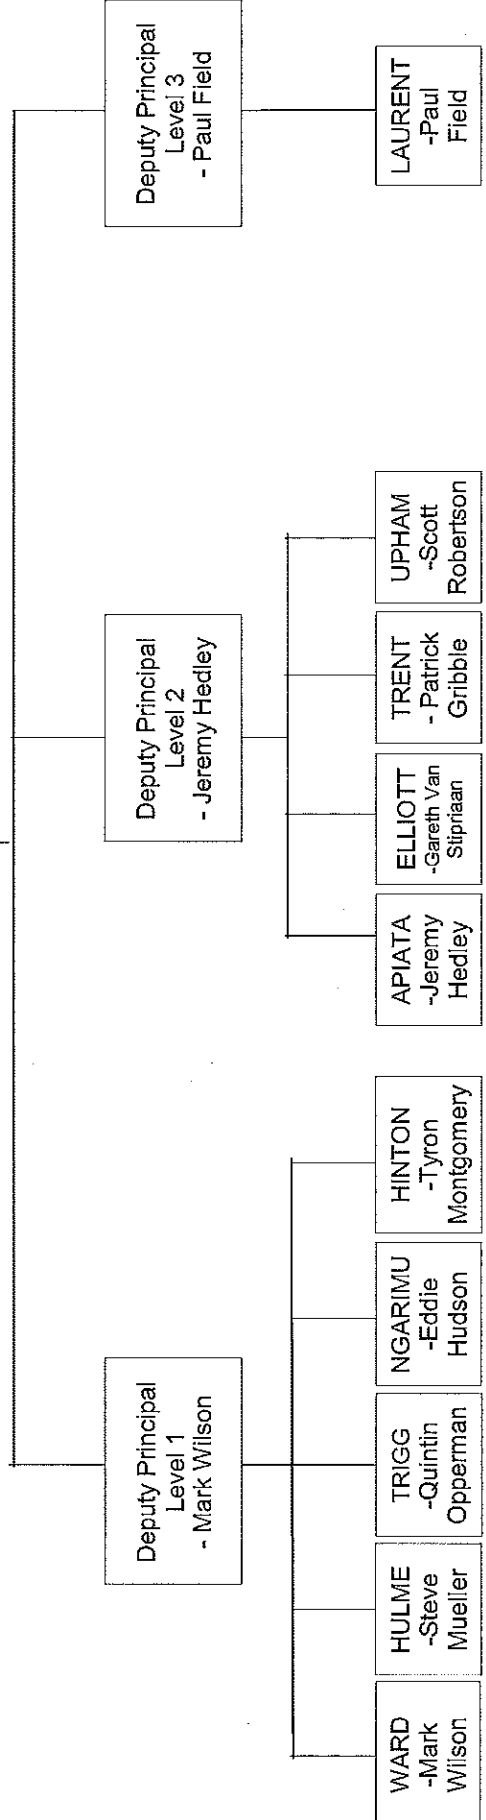 Deputy Principal
Level 1
- Mark Wilson
Deputy Principal
Level 2
- Jeremy Hedley
Deputy Principal
Level 3
- Paul Field
WARD
-Mark
Wilson
HULME
-Steve
Mueller
TRIGG
-Quintin
Opperman
NGARIMU
-Eddie
Hudson
HINTON
-Tyron
Montgomery
APIATA
-Jeremy
Hedley
ELLIOTT
-Gareth Van
Stipriaan
TRENT
- Patrick
Gribble
UPHAM
-Scott
Robertson
LAURENT
-Paul
Field